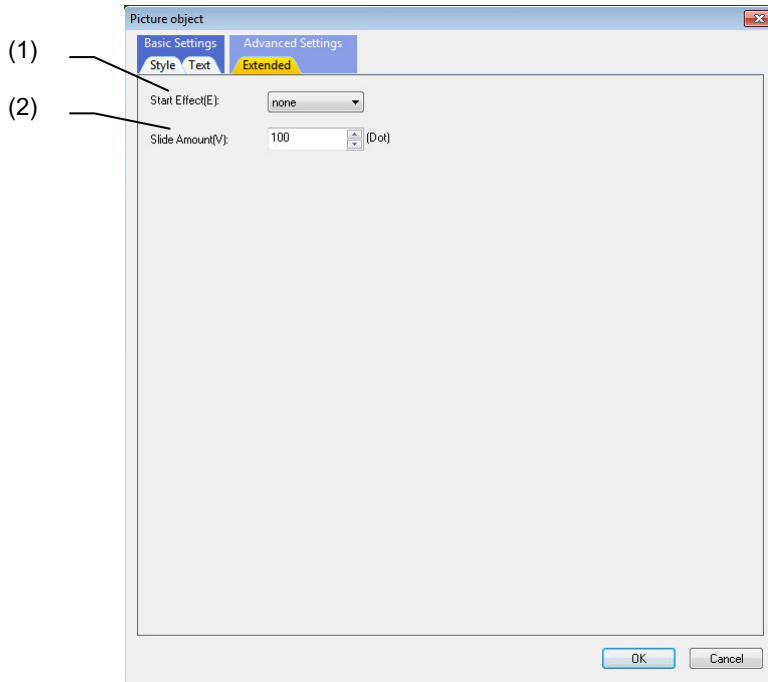 Picture object
Basic Settings Advanced Settings
Style Text Extended
(1)
Start Effect(E): none
(2)
Slide Amount(V): 100 (Dot)
OK Cancel